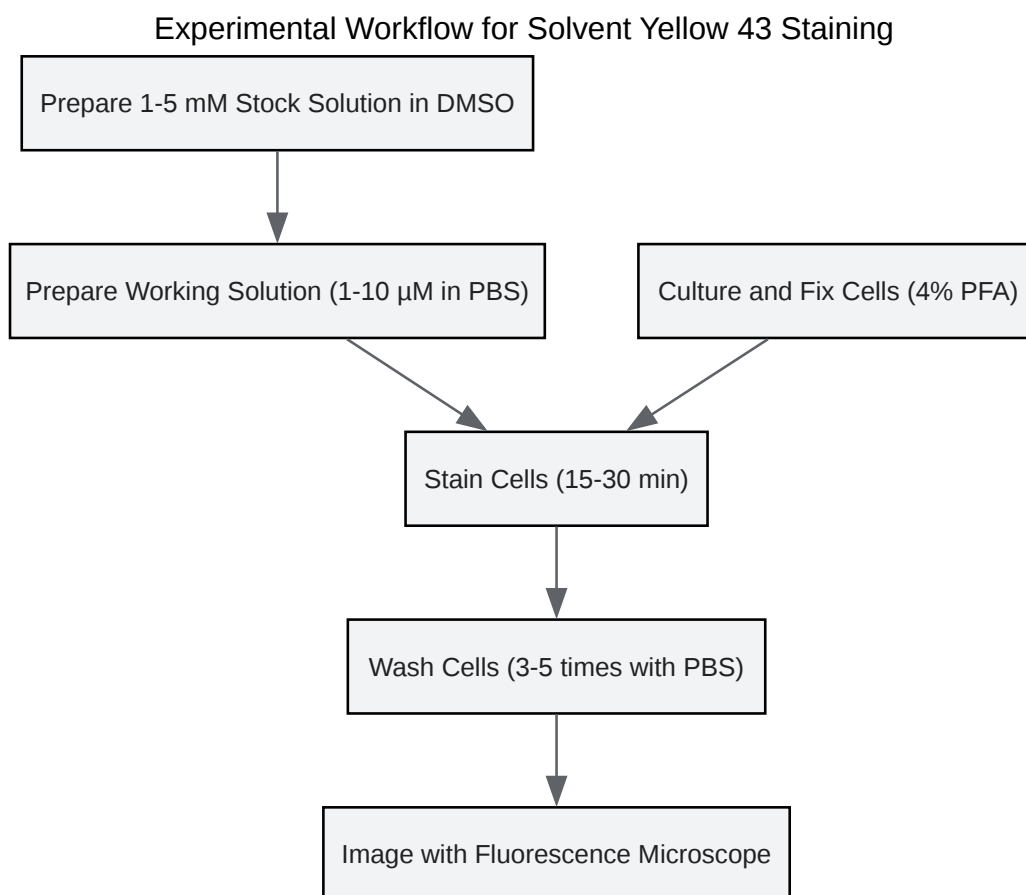 Experimental Workflow for Solvent Yellow 43 Staining
Prepare 1-5 mM Stock Solution in DMSO
Prepare Working Solution (1-10 µM in PBS)
Culture and Fix Cells (4% PFA)
Stain Cells (15-30 min)
Wash Cells (3-5 times with PBS)
Image with Fluorescence Microscope